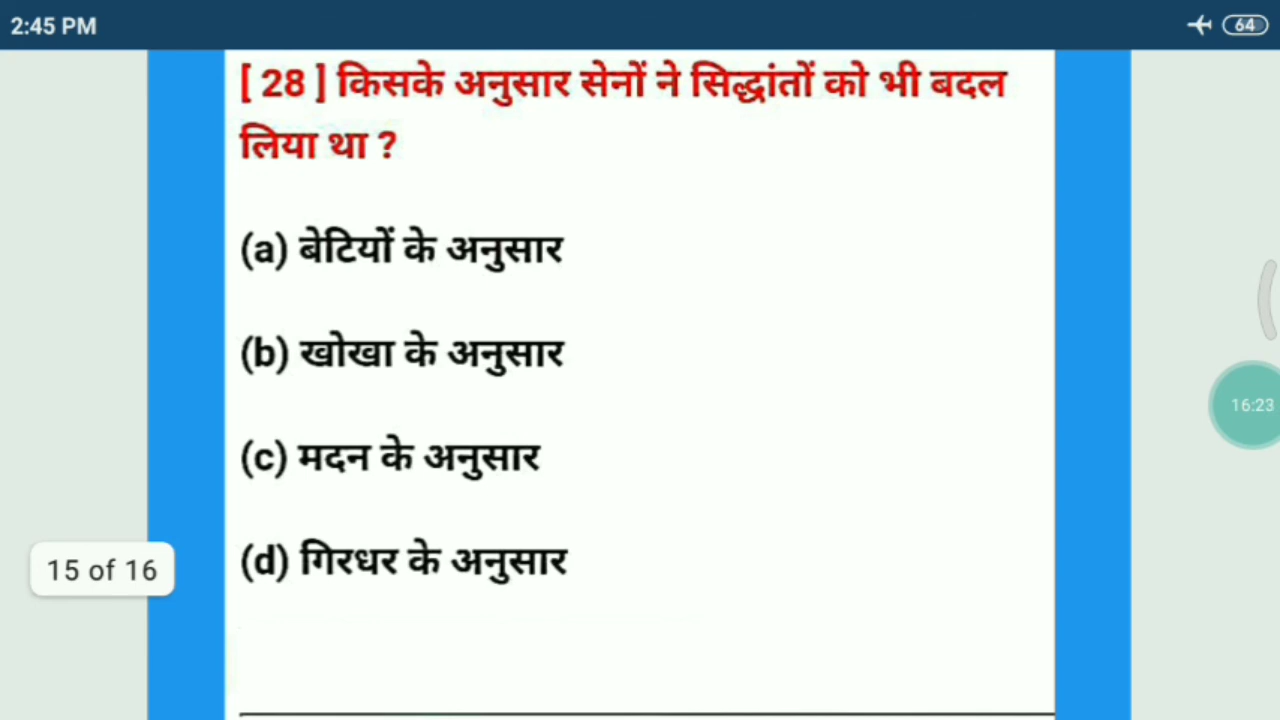 2:45 PM
64
[ 28 ] किसके अनुसार सेनों ने सिद्धांतों को भी बदल
लिया था ?
(a) बेटियों के अनुसार
(b) खोखा के अनुसार
16:23
(c) मदन के अनुसार
(d) गिरधर के अनुसार
15 of 16